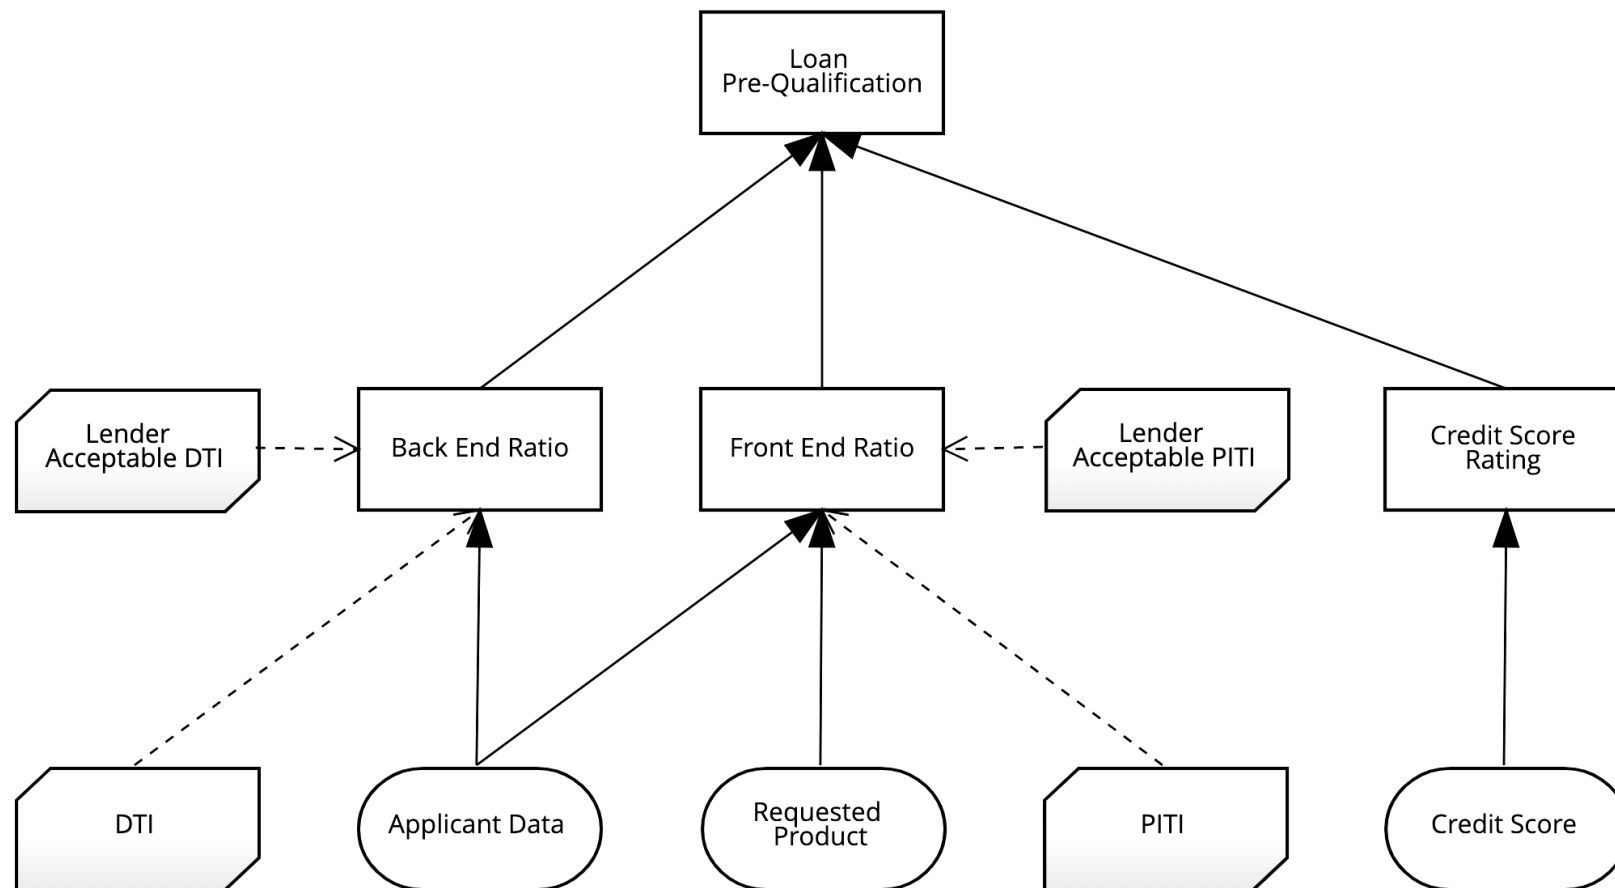 Loan
Pre-Qualification
Lender
Acceptable DTI
Back End Ratio
Front End Ratio
Lender
Acceptable PITI
Credit Score
Rating
DTI
Applicant Data
Requested
Product
PITI
Credit Score